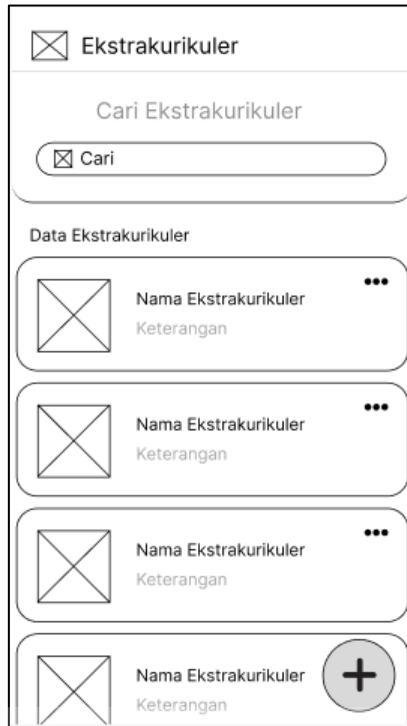 Ekstrakurikuler
Cari Ekstrakurikuler
Cari
Data Ekstrakurikuler
Nama Ekstrakurikuler
Keterangan
Nama Ekstrakurikuler
Keterangan
Nama Ekstrakurikuler
Keterangan
Nama Ekstrakurikuler
Keterangan